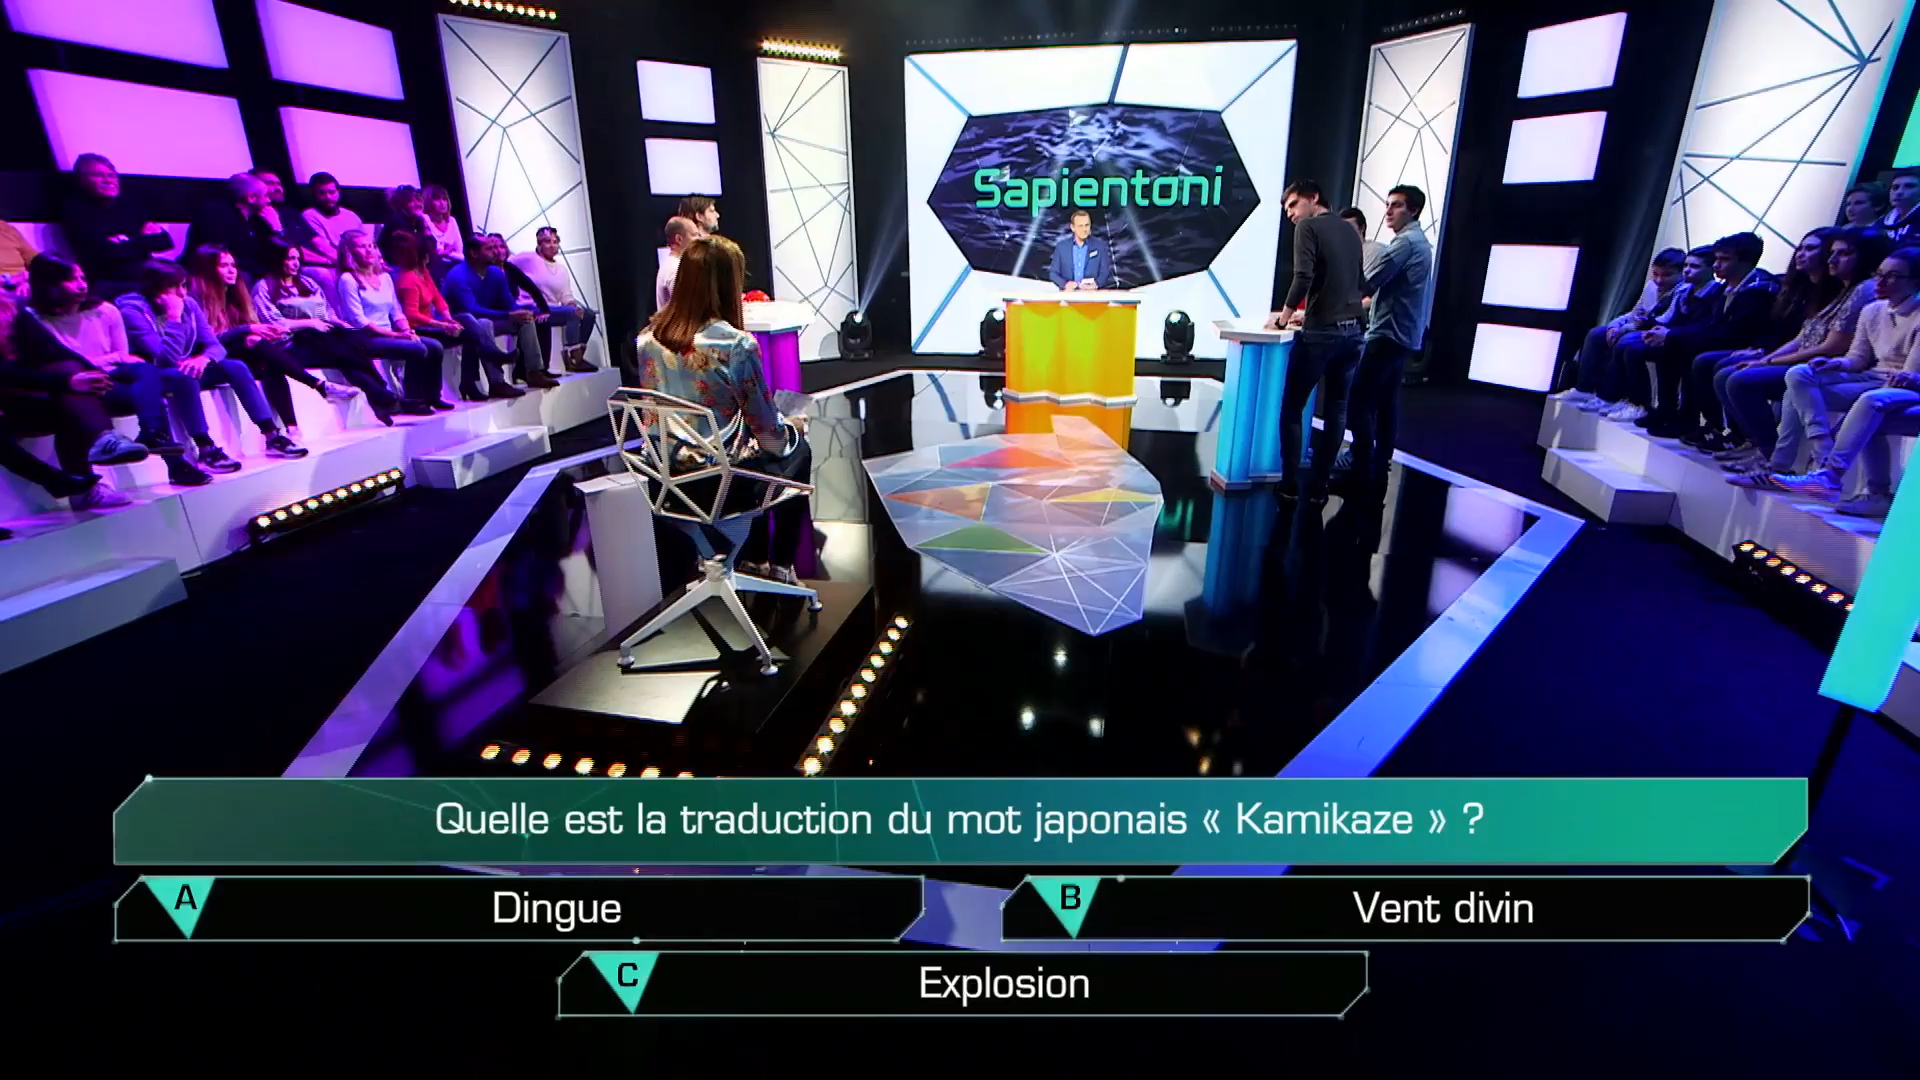 Sapientoni
Quelle est la traduction du mot japonais « Kamikaze » ?
A Dingue
B Vent divin
C Explosion